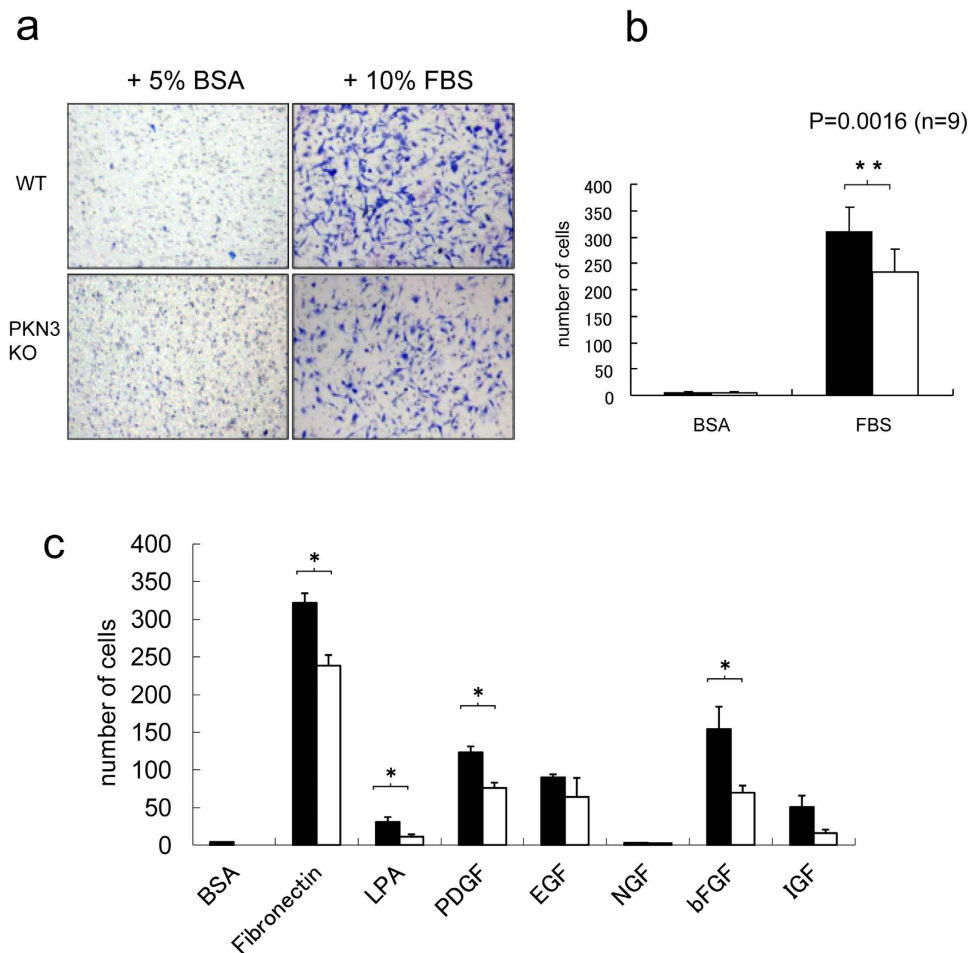 a
+ 5% BSA + 10% FBS
WT
PKN3
KO
b
P=0.0016 (n=9)
* *
400
350
300
250
200
150
100
50
0
number of cells
BSA FBS
c
400
350
300
250
200
150
100
50
0
number of cells
* * * *
BSA Fibronectin LPA PDGF EGF NGF bFGF IGF